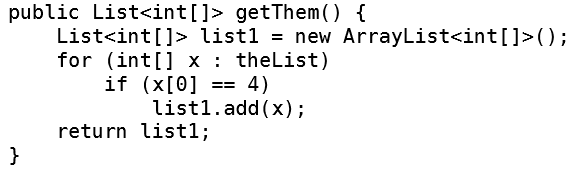 public List<int[]> getThem() {
    List<int[]> list1 = new ArrayList<int[]>();
    for (int[] x : theList)
        if (x[0] == 4)
            list1.add(x);
    return list1;
}